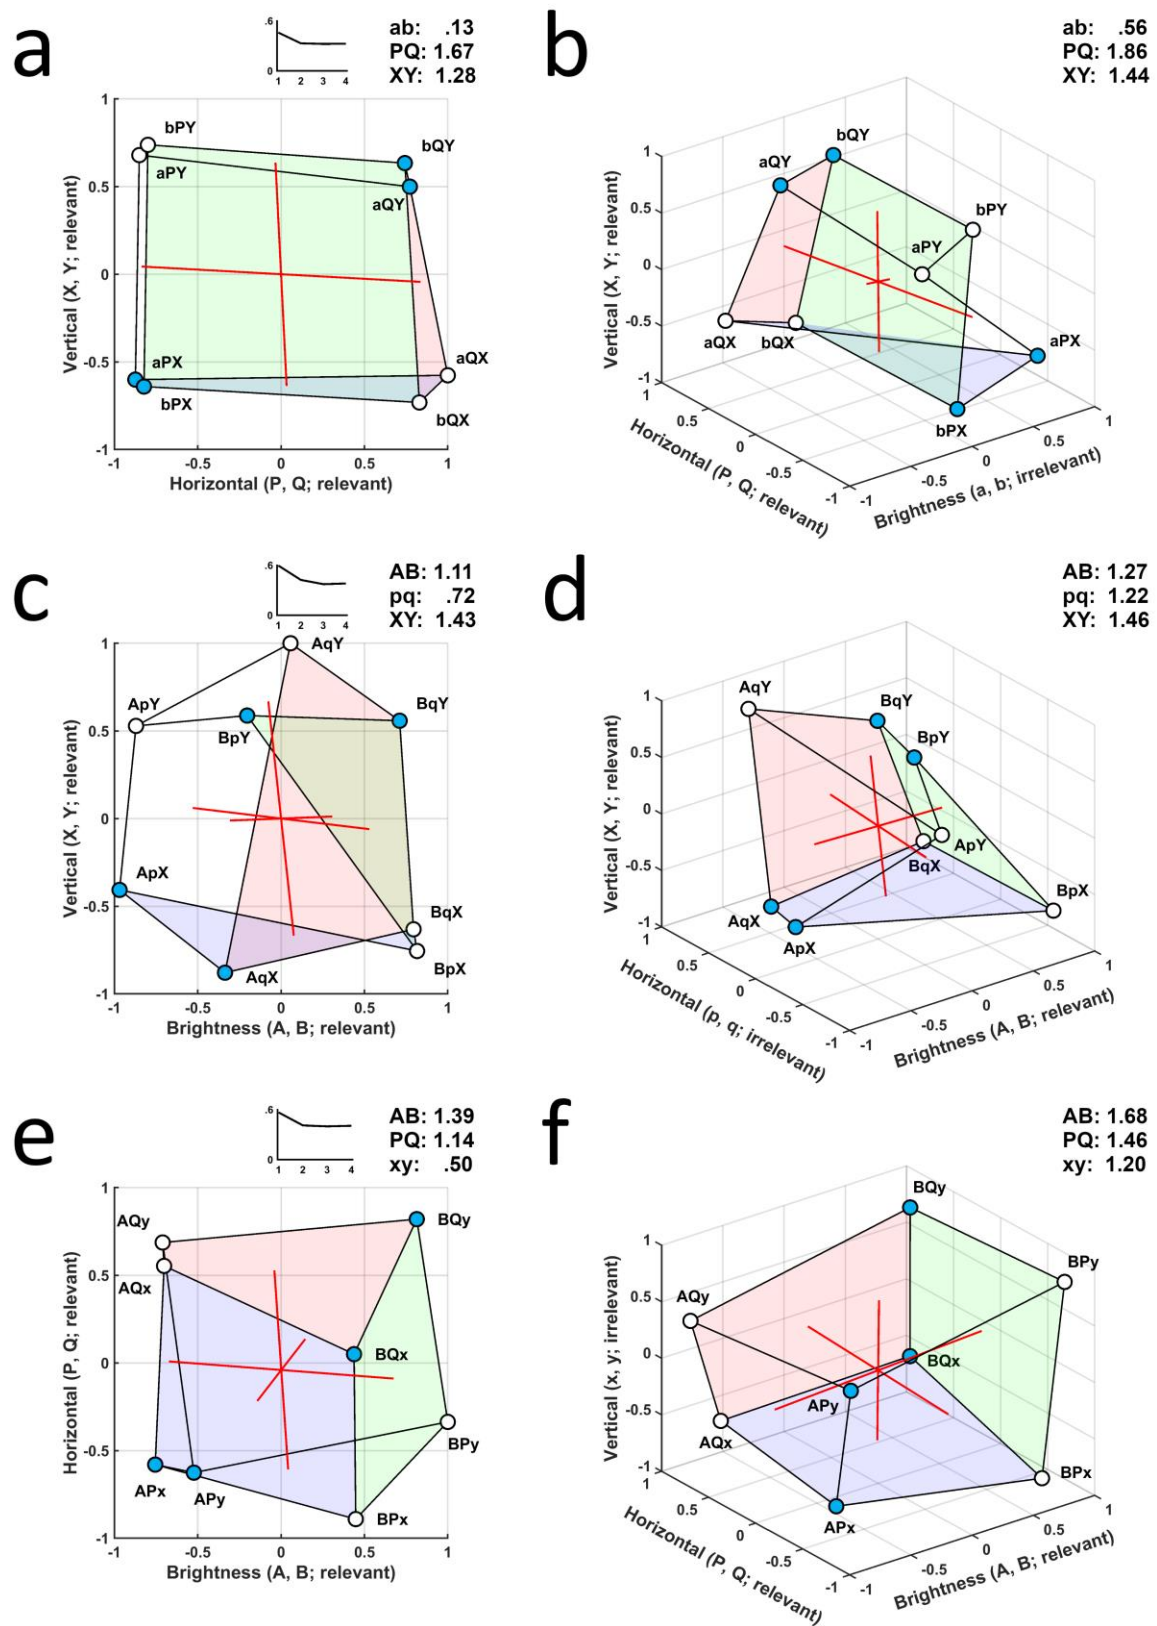 a
.6
0
1 2 3 4
ab: .13
PQ: 1.67
XY: 1.28
1
0.5
0
-0.5
-1
-1 -0.5 0 0.5 1
Vertical (X, Y; relevant)
Horizontal (P, Q; relevant)
bPY
aPY
bQY
aQY
aPX
bPX
aQX
bQX
b
ab: .56
PQ: 1.86
XY: 1.44
1
0.5
0
-0.5
-1
1
0.5
0
-0.5
-1
-1
-0.5
0
0.5
1
Vertical (X, Y; relevant)
Horizontal (P, Q; relevant)
Brightness (a, b; irrelevant)
bQY
aQY
bPY
aPY
aQX
bQX
aPX
bPX
c
.6
0
1 2 3 4
AB: 1.11
pq: .72
XY: 1.43
1
0.5
0
-0.5
-1
-1 -0.5 0 0.5 1
Vertical (X, Y; relevant)
Brightness (A, B; relevant)
AqY
ApY
BpY
BqY
ApX
AqX
BqX
BpX
d
AB: 1.27
pq: 1.22
XY: 1.46
1
0.5
0
-0.5
-1
1
0.5
0
-0.5
-1
-1
-0.5
0
0.5
1
Vertical (X, Y; relevant)
Horizontal (p, q; irrelevant)
Brightness (A, B; relevant)
AqY
BqY
BpY
ApY
BqX
BpX
AqX
ApX
e
.6
0
1 2 3 4
AB: 1.39
PQ: 1.14
xy: .50
1
0.5
0
-0.5
-1
-1 -0.5 0 0.5 1
Horizontal (P, Q; relevant)
Brightness (A, B; relevant)
AQy
AQx
BQy
BQx
BPy
APx
APy
BPx
f
AB: 1.68
PQ: 1.46
xy: 1.20
1
0.5
0
-0.5
-1
1
0.5
0
-0.5
-1
-1
-0.5
0
0.5
1
Vertical (x, y; irrelevant)
Horizontal (P, Q; relevant)
Brightness (A, B; relevant)
BQy
BPy
AQy
BQx
APy
AQx
BPx
APx